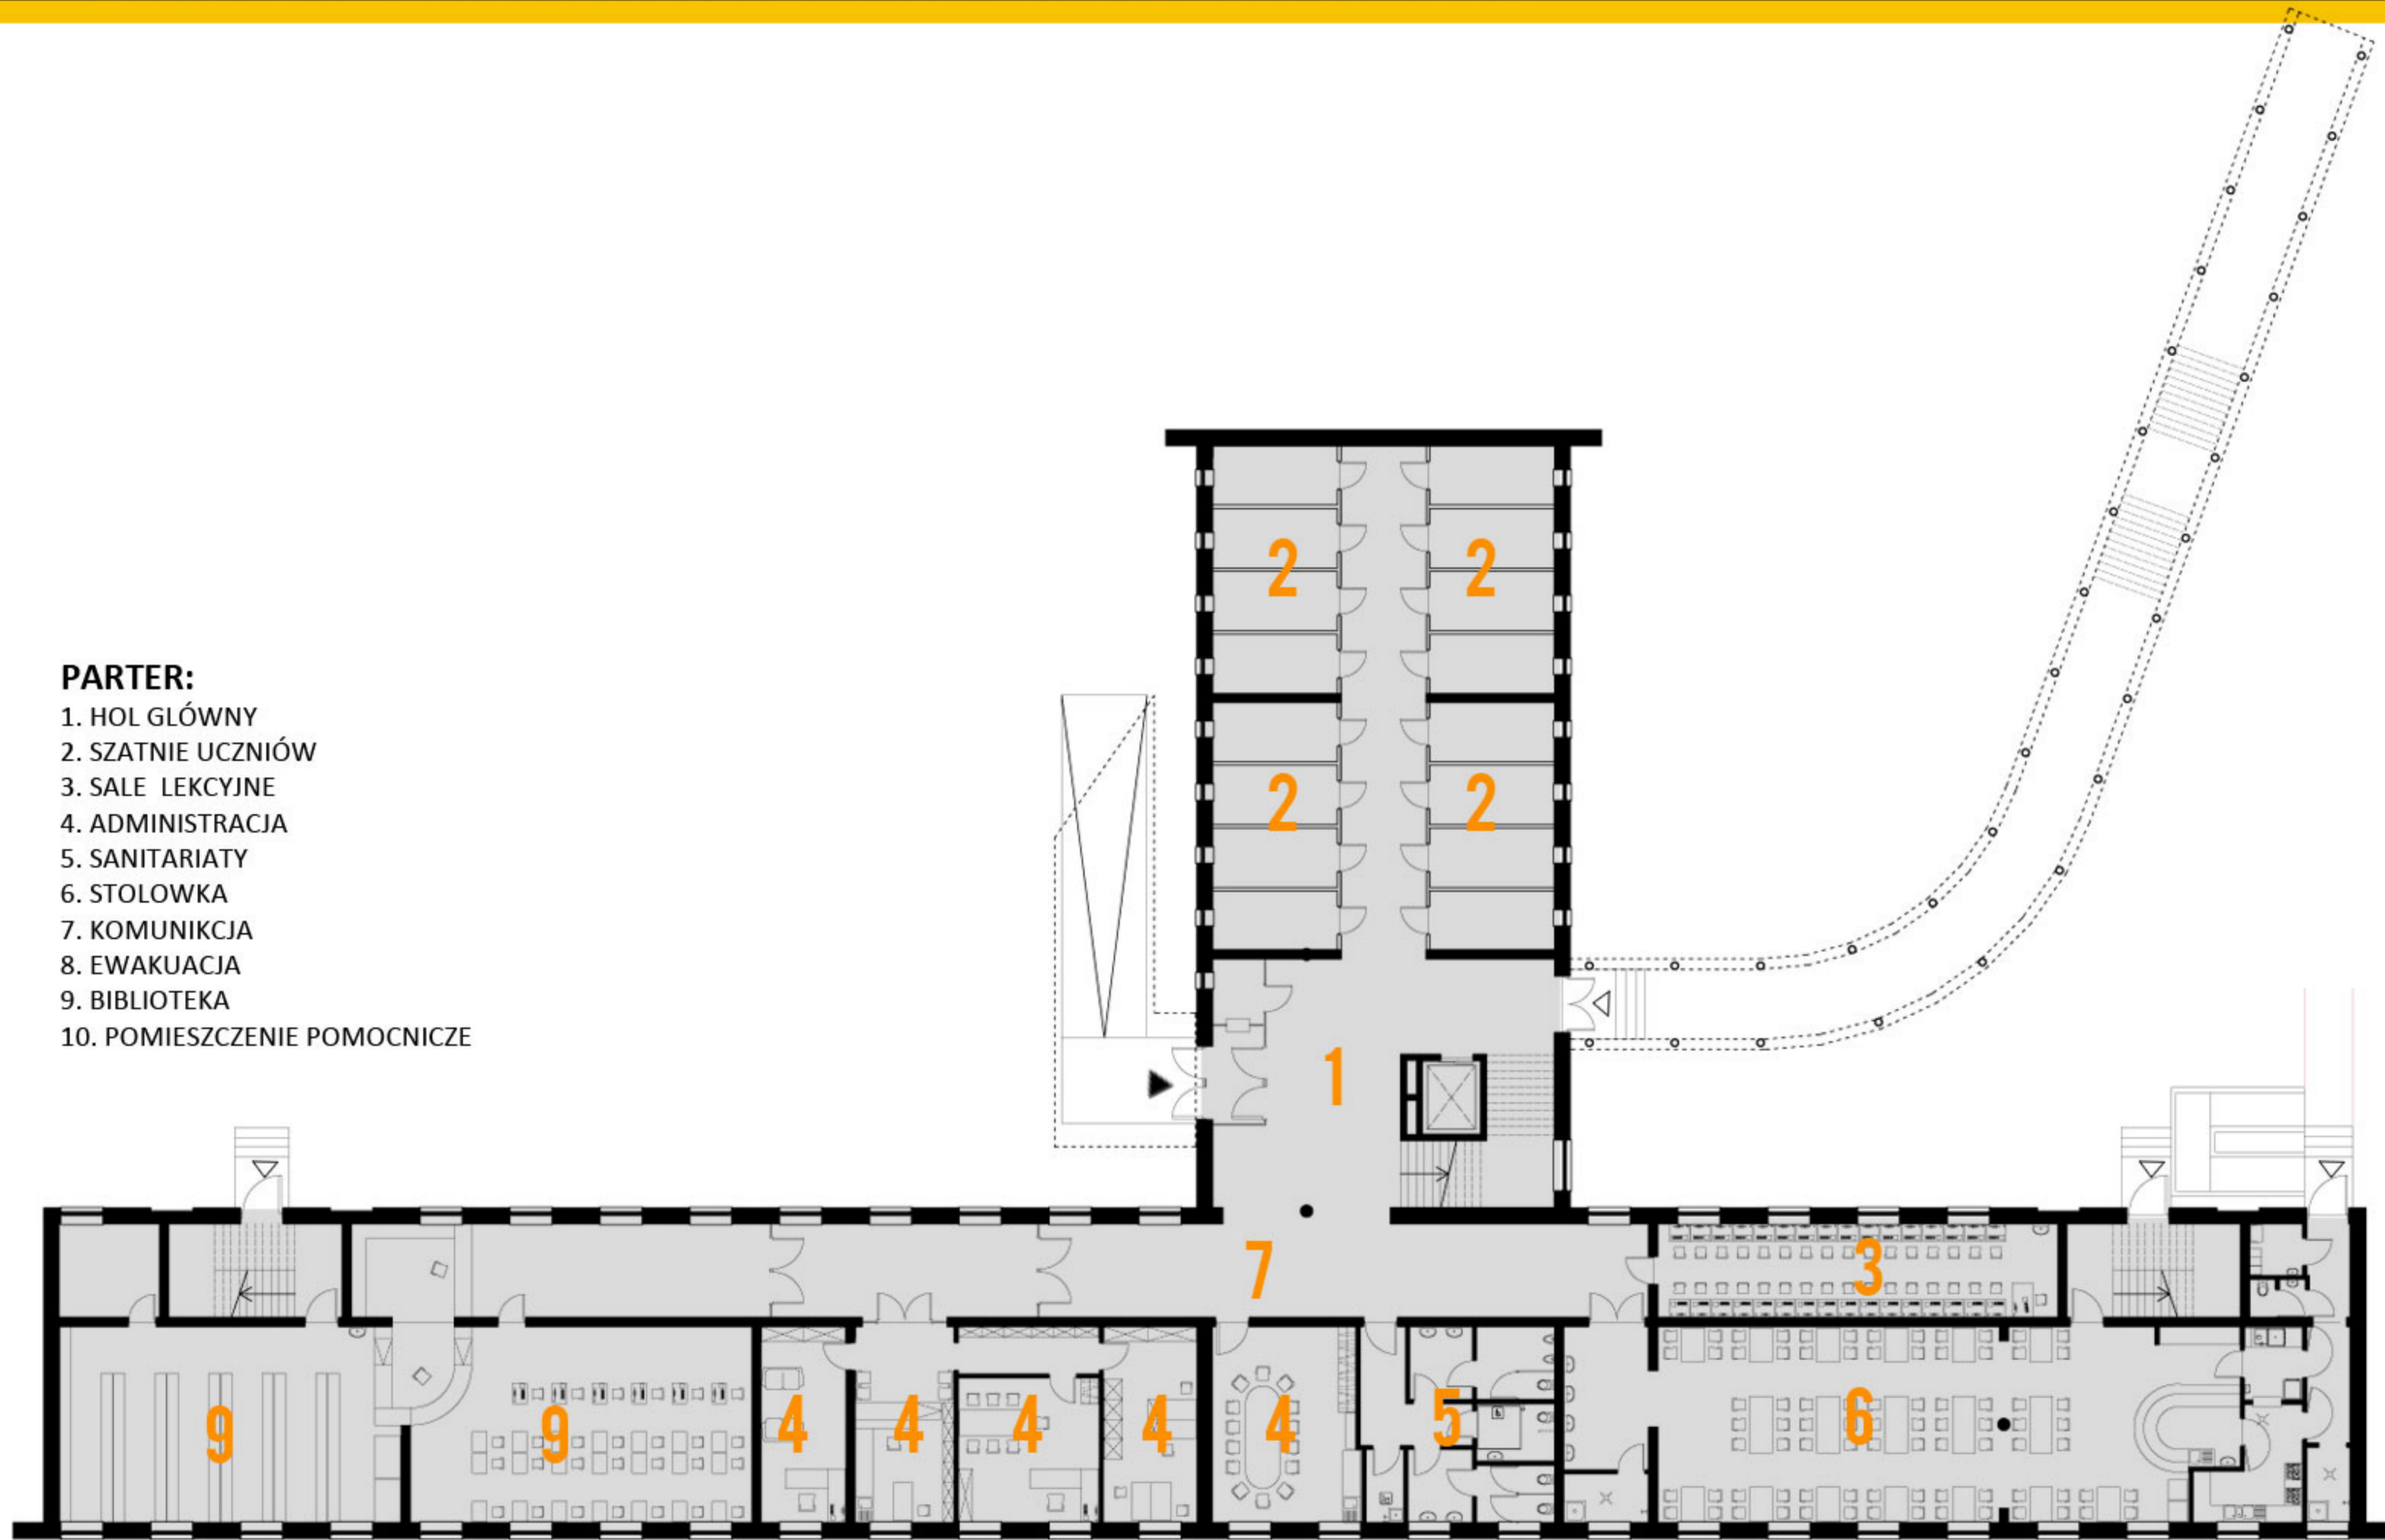 PARTER:
1. HOL GLÓWNY
2. SZATNIE UCZNIÓW
3. SALE LEKCYJNE
4. ADMINISTRACJA
5. SANITARIATY
6. STOLOWKA
7. KOMUNIKCJA
8. EWAKUACJA
9. BIBLIOTEKA
10. POMIESZCZENIE POMOCNICZE
2 2
2 2
1
7 3
9 9 4 4 4 4 4 5 6